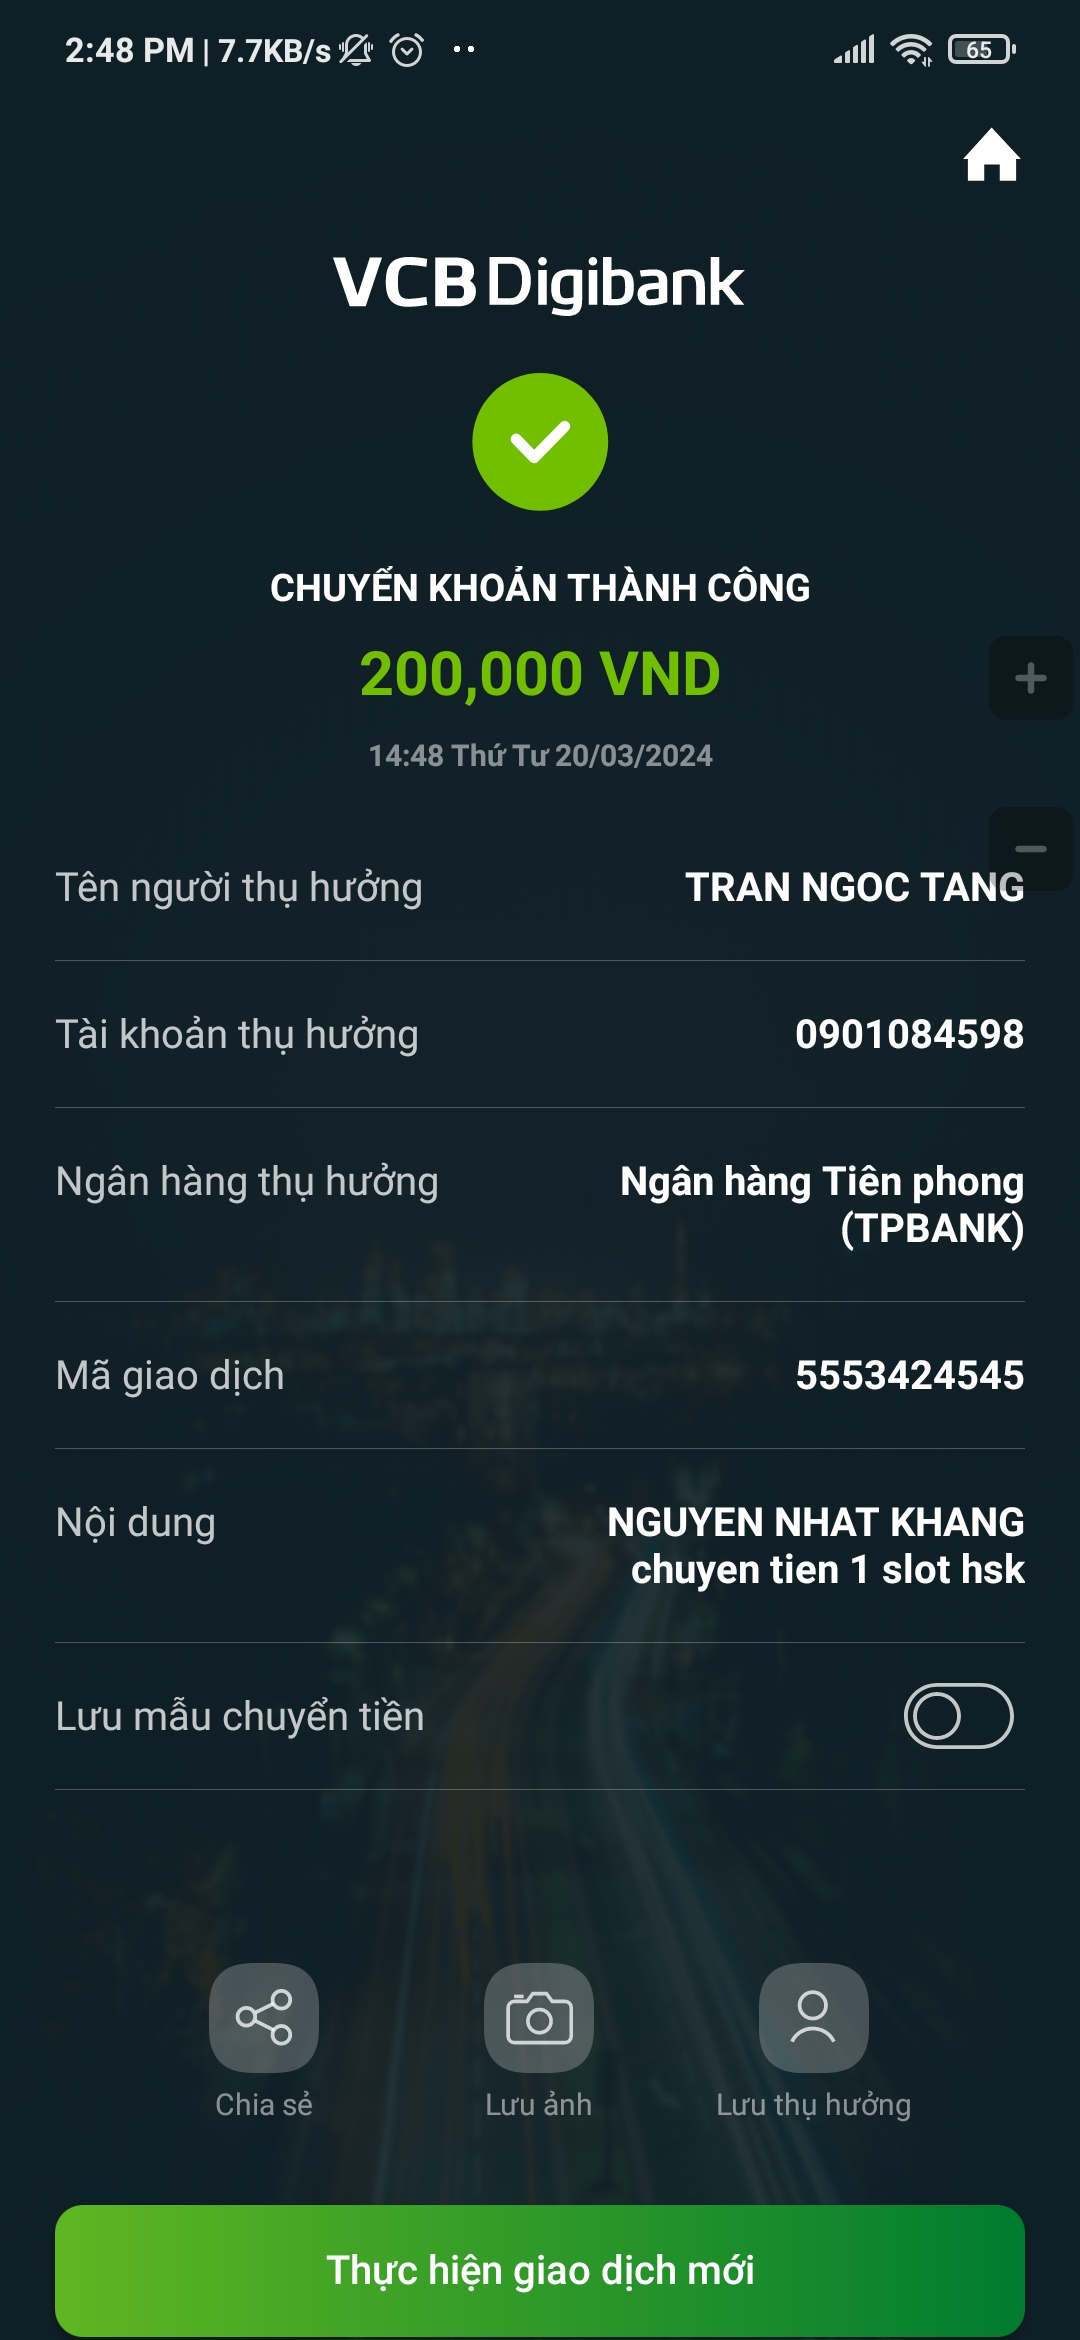 2:48 PM | 7.7KB/s
65
VCB Digibank
CHUYỂN KHOẢN THÀNH CÔNG
200,000 VND
14:48 Thứ Tư 20/03/2024
Tên người thụ hưởng TRAN NGOC TANG
Tài khoản thụ hưởng 0901084598
Ngân hàng thụ hưởng Ngân hàng Tiên phong
(TPBANK)
Mã giao dịch 5553424545
Nội dung NGUYEN NHAT KHANG
chuyen tien 1 slot hsk
Lưu mẫu chuyển tiền
Chia sẻ Lưu ảnh Lưu thụ hưởng
Thực hiện giao dịch mới